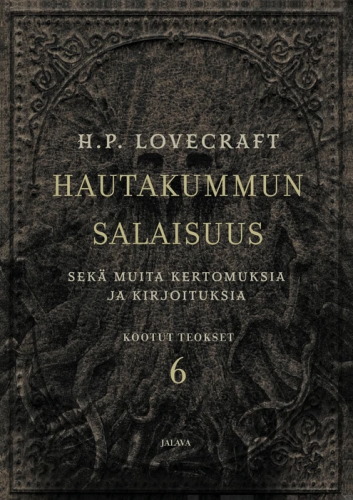 H.P. LOVECRAFT
HAUTAKUMMUN
SALAISUUS
SEKÄ MUITA KERTOMUKSIA
JA KIRJOITUKSIA
KOOTUT TEOKSET
6
JALAVA